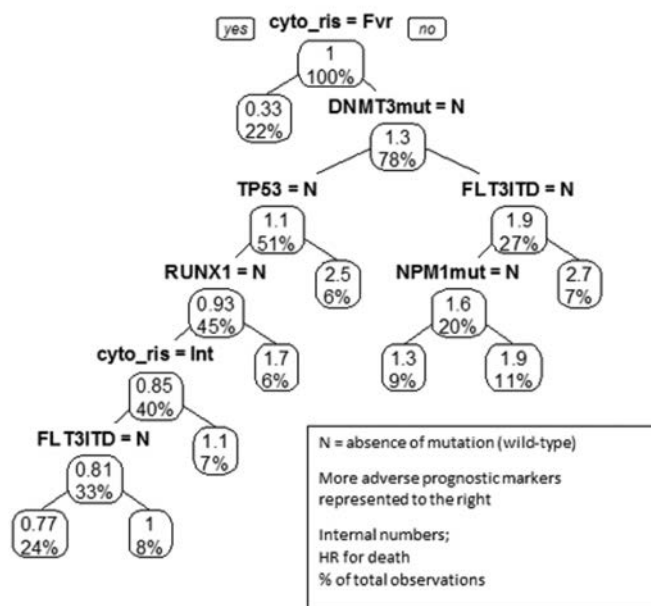 yes cyto_ris = Fvr no
1
100%
0.33
22%
DNMT3mut = N
1.3
78%
TP53 = N
FLT3ITD = N
1.1
51%
1.9
27%
RUNX1 = N
2.5
6%
NPM1mut = N
2.7
7%
0.93
45%
1.6
20%
cyto_ris = Int
1.7
6%
1.3
9%
1.9
11%
0.85
40%
FLT3ITD = N
1.1
7%
0.81
33%
0.77
24%
1
8%
N = absence of mutation (wild-type)
More adverse prognostic markers
represented to the right
Internal numbers;
HR for death
% of total observations